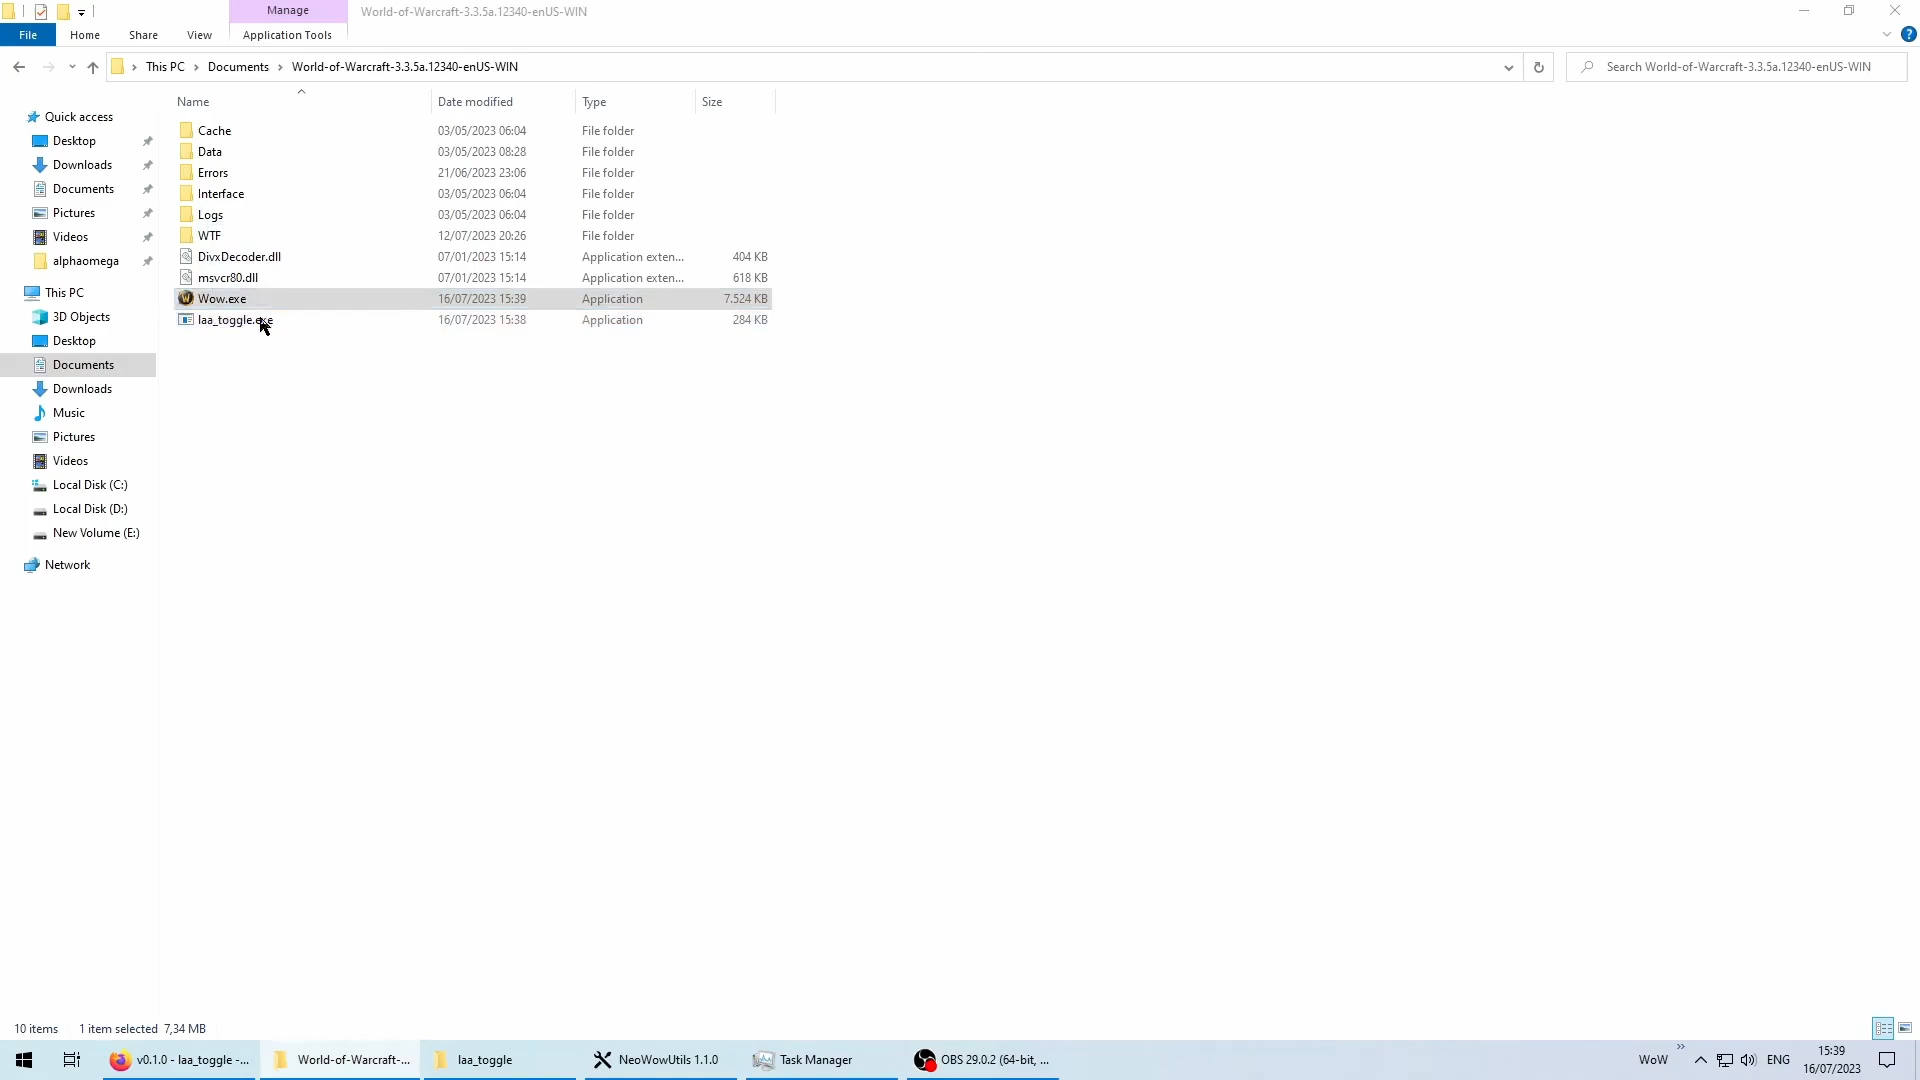 Manage
World-of-Warcraft-3.3.5a.12340-enUS-WIN
File
Home
Share
View
Application Tools
This PC
Documents
World-of-Warcraft-3.3.5a.12340-enUS-WIN
Search World-of-Warcraft-3.3.5a.12340-enUS-WIN
Name
Date modified
Type
Size
Cache 03/05/2023 06:04 File folder
Data 03/05/2023 08:28 File folder
Errors 21/06/2023 23:06 File folder
Interface 03/05/2023 06:04 File folder
Logs 03/05/2023 06:04 File folder
WTF 12/07/2023 20:26 File folder
DivxDecoder.dll 07/01/2023 15:14 Application exten... 404 KB
msvcr80.dll 07/01/2023 15:14 Application exten... 618 KB
Wow.exe 16/07/2023 15:39 Application 7.524 KB
laa_toggle.exe 16/07/2023 15:38 Application 284 KB
Quick access
Desktop
Downloads
Documents
Pictures
Videos
alphaomega
This PC
3D Objects
Desktop
Documents
Downloads
Music
Pictures
Videos
Local Disk (C:)
Local Disk (D:)
New Volume (E:)
Network
10 items 1 item selected 7,34 MB
v0.1.0 - laa_toggle -...
World-of-Warcraft-...
laa_toggle
NeoWowUtils 1.1.0
Task Manager
OBS 29.0.2 (64-bit, ...
WoW
ENG
15:39
16/07/2023